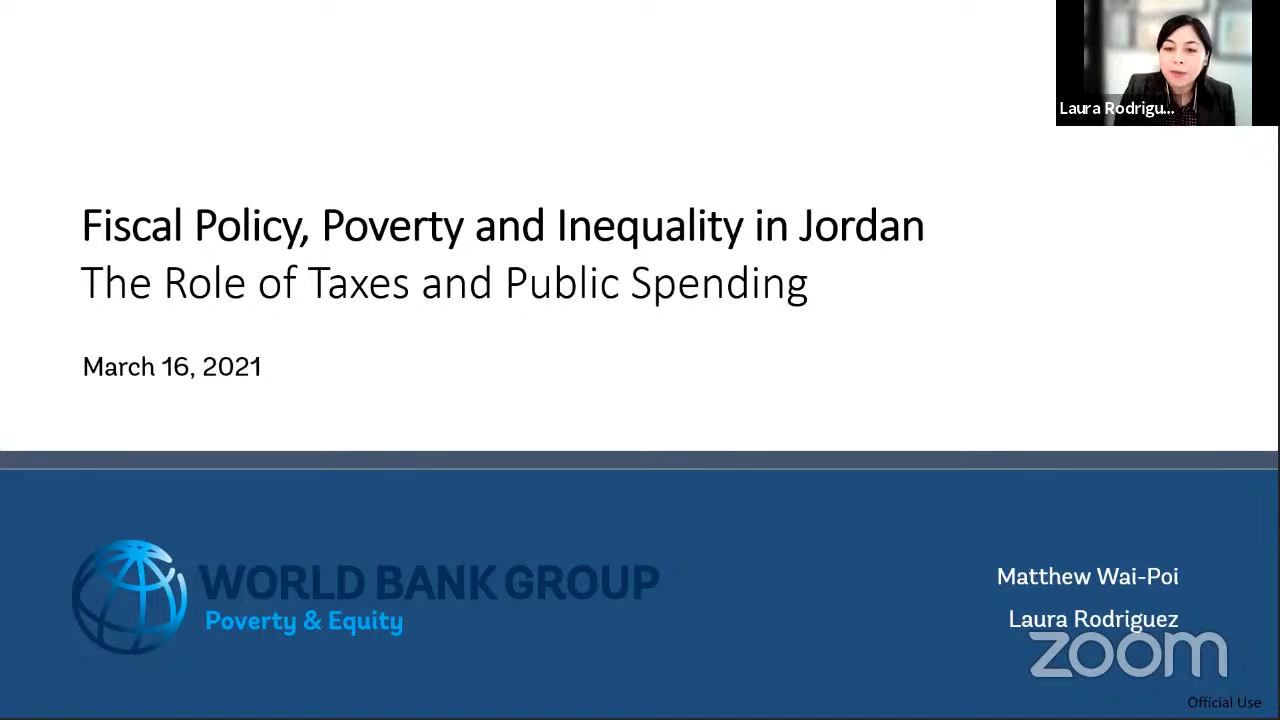 Laura Rodrigu...
Fiscal Policy, Poverty and Inequality in Jordan
The Role of Taxes and Public Spending
March 16, 2021
WORLD BANK GROUP
Poverty & Equity
Matthew Wai-Poi
Laura Rodriguez
zoom
Official Use